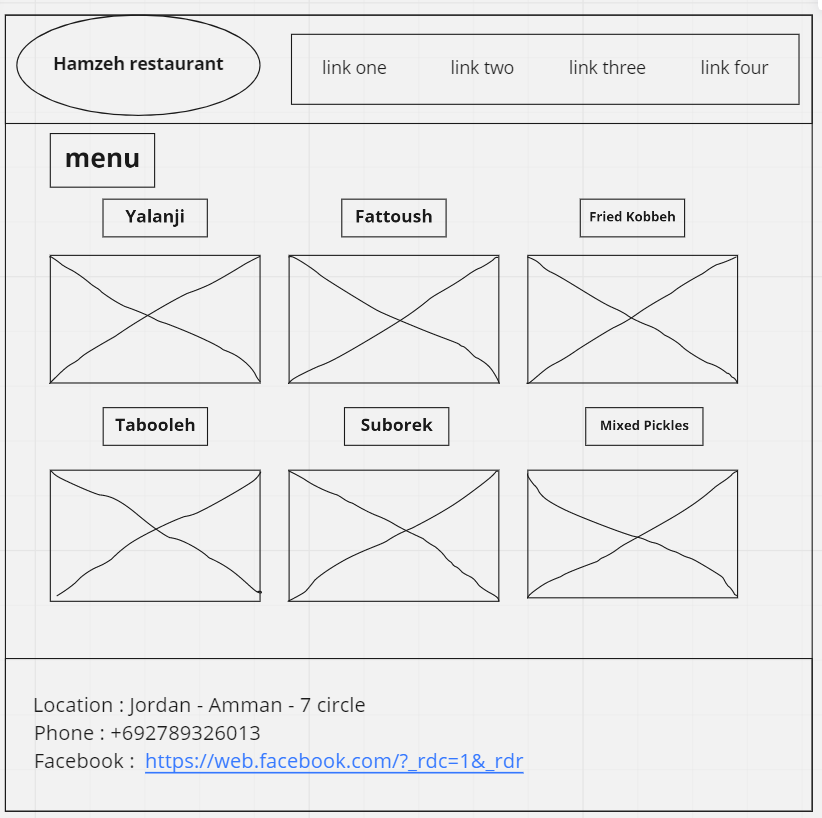 Hamzeh restaurant
link one link two link three link four
menu
Yalanji Fattoush Fried Kobbeh
Tabooleh Suborek Mixed Pickles
Location : Jordan - Amman - 7 circle
Phone : +692789326013
Facebook : https://web.facebook.com/?_rdc=1&_rdr